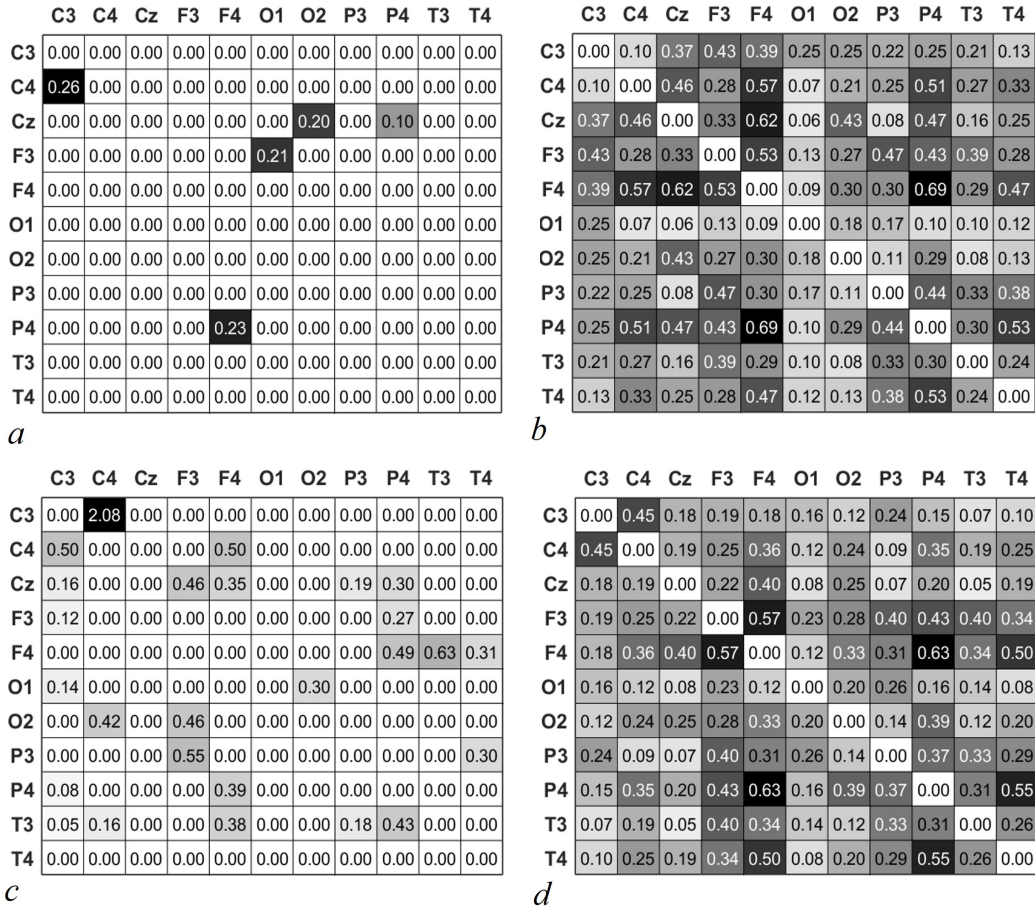 C3 C4 Cz F3 F4 O1 O2 P3 P4 T3 T4
C3 0.00 0.00 0.00 0.00 0.00 0.00 0.00 0.00 0.00 0.00 0.00
C4 0.26 0.00 0.00 0.00 0.00 0.00 0.00 0.00 0.00 0.00 0.00
Cz 0.00 0.00 0.00 0.00 0.00 0.00 0.20 0.00 0.10 0.00 0.00
F3 0.00 0.00 0.00 0.00 0.00 0.21 0.00 0.00 0.00 0.00 0.00
F4 0.00 0.00 0.00 0.00 0.00 0.00 0.00 0.00 0.00 0.00 0.00
O1 0.00 0.00 0.00 0.00 0.00 0.00 0.00 0.00 0.00 0.00 0.00
O2 0.00 0.00 0.00 0.00 0.00 0.00 0.00 0.00 0.00 0.00 0.00
P3 0.00 0.00 0.00 0.00 0.00 0.00 0.00 0.00 0.00 0.00 0.00
P4 0.00 0.00 0.00 0.00 0.23 0.00 0.00 0.00 0.00 0.00 0.00
T3 0.00 0.00 0.00 0.00 0.00 0.00 0.00 0.00 0.00 0.00 0.00
T4 0.00 0.00 0.00 0.00 0.00 0.00 0.00 0.00 0.00 0.00 0.00
a
C3 C4 Cz F3 F4 O1 O2 P3 P4 T3 T4
C3 0.00 0.10 0.37 0.43 0.39 0.25 0.25 0.22 0.25 0.21 0.13
C4 0.10 0.00 0.46 0.28 0.57 0.07 0.21 0.25 0.51 0.27 0.33
Cz 0.37 0.46 0.00 0.33 0.62 0.06 0.43 0.08 0.47 0.16 0.25
F3 0.43 0.28 0.33 0.00 0.53 0.13 0.27 0.47 0.43 0.39 0.28
F4 0.39 0.57 0.62 0.53 0.00 0.09 0.30 0.30 0.69 0.29 0.47
O1 0.25 0.07 0.06 0.13 0.09 0.00 0.18 0.17 0.10 0.10 0.12
O2 0.25 0.21 0.43 0.27 0.30 0.18 0.00 0.11 0.29 0.08 0.13
P3 0.22 0.25 0.08 0.47 0.30 0.17 0.11 0.00 0.44 0.33 0.38
P4 0.25 0.51 0.47 0.43 0.69 0.10 0.29 0.44 0.00 0.30 0.53
T3 0.21 0.27 0.16 0.39 0.29 0.10 0.08 0.33 0.30 0.00 0.24
T4 0.13 0.33 0.25 0.28 0.47 0.12 0.13 0.38 0.53 0.24 0.00
b
C3 C4 Cz F3 F4 O1 O2 P3 P4 T3 T4
C3 0.00 2.08 0.00 0.00 0.00 0.00 0.00 0.00 0.00 0.00 0.00
C4 0.50 0.00 0.00 0.00 0.50 0.00 0.00 0.00 0.00 0.00 0.00
Cz 0.16 0.00 0.00 0.46 0.35 0.00 0.00 0.19 0.30 0.00 0.00
F3 0.12 0.00 0.00 0.00 0.00 0.00 0.00 0.00 0.27 0.00 0.00
F4 0.00 0.00 0.00 0.00 0.00 0.00 0.00 0.00 0.49 0.63 0.31
O1 0.14 0.00 0.00 0.00 0.00 0.00 0.30 0.00 0.00 0.00 0.00
O2 0.00 0.42 0.00 0.46 0.00 0.00 0.00 0.00 0.00 0.00 0.00
P3 0.00 0.00 0.00 0.55 0.00 0.00 0.00 0.00 0.00 0.00 0.30
P4 0.08 0.00 0.00 0.00 0.39 0.00 0.00 0.00 0.00 0.00 0.00
T3 0.05 0.16 0.00 0.00 0.38 0.00 0.00 0.18 0.43 0.00 0.00
T4 0.00 0.00 0.00 0.00 0.00 0.00 0.00 0.00 0.00 0.00 0.00
c
C3 C4 Cz F3 F4 O1 O2 P3 P4 T3 T4
C3 0.00 0.45 0.18 0.19 0.18 0.16 0.12 0.24 0.15 0.07 0.10
C4 0.45 0.00 0.19 0.25 0.36 0.12 0.24 0.09 0.35 0.19 0.25
Cz 0.18 0.19 0.00 0.22 0.40 0.08 0.25 0.07 0.20 0.05 0.19
F3 0.19 0.25 0.22 0.00 0.57 0.23 0.28 0.40 0.43 0.40 0.34
F4 0.18 0.36 0.40 0.57 0.00 0.12 0.33 0.31 0.63 0.34 0.50
O1 0.16 0.12 0.08 0.23 0.12 0.00 0.20 0.26 0.16 0.14 0.08
O2 0.12 0.24 0.25 0.28 0.33 0.20 0.00 0.14 0.39 0.12 0.20
P3 0.24 0.09 0.07 0.40 0.31 0.26 0.14 0.00 0.37 0.33 0.29
P4 0.15 0.35 0.20 0.43 0.63 0.16 0.39 0.37 0.00 0.31 0.55
T3 0.07 0.19 0.05 0.40 0.34 0.14 0.12 0.33 0.31 0.00 0.26
T4 0.10 0.25 0.19 0.34 0.50 0.08 0.20 0.29 0.55 0.26 0.00
d